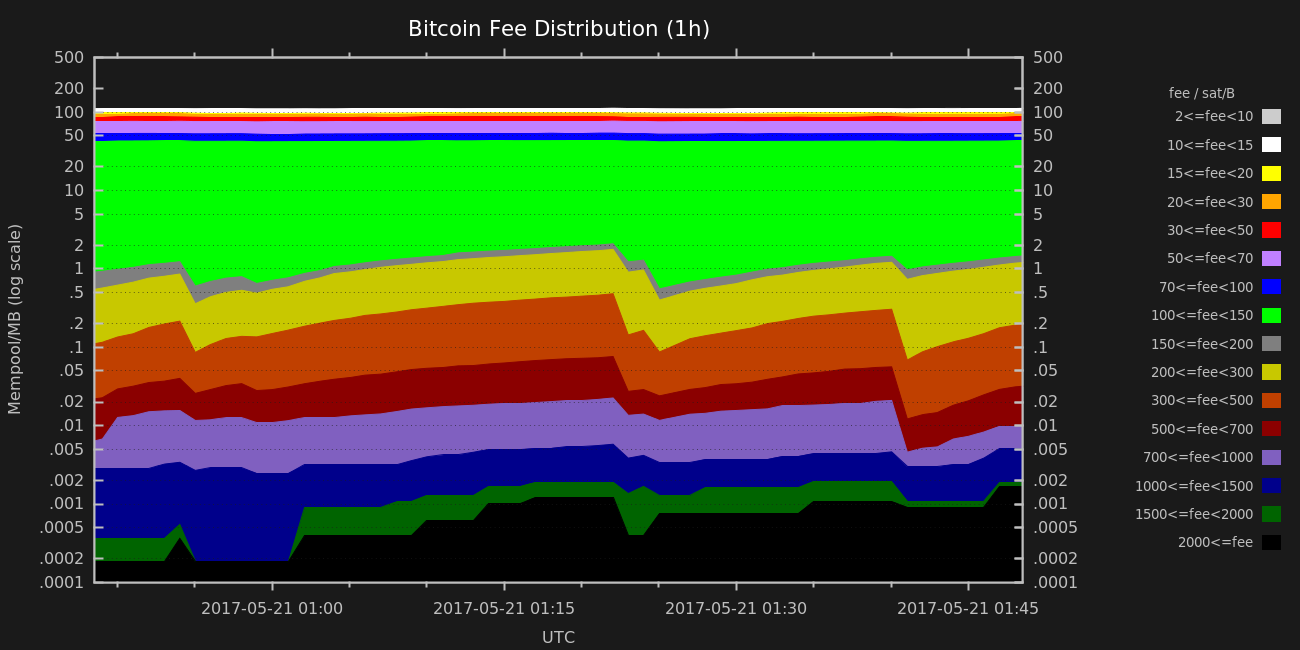 Bitcoin Fee Distribution (1h)
500
200
100
50
20
10
5
2
1
.5
.2
.1
.05
.02
.01
.005
.002
.001
.0005
.0002
.0001
Mempool/MB (log scale)
500
200
100
50
20
10
5
2
1
.5
.2
.1
.05
.02
.01
.005
.002
.001
.0005
.0002
.0001
2017-05-21 01:00
2017-05-21 01:15
2017-05-21 01:30
2017-05-21 01:45
UTC
fee / sat/B
2<=fee<10
10<=fee<15
15<=fee<20
20<=fee<30
30<=fee<50
50<=fee<70
70<=fee<100
100<=fee<150
150<=fee<200
200<=fee<300
300<=fee<500
500<=fee<700
700<=fee<1000
1000<=fee<1500
1500<=fee<2000
2000<=fee